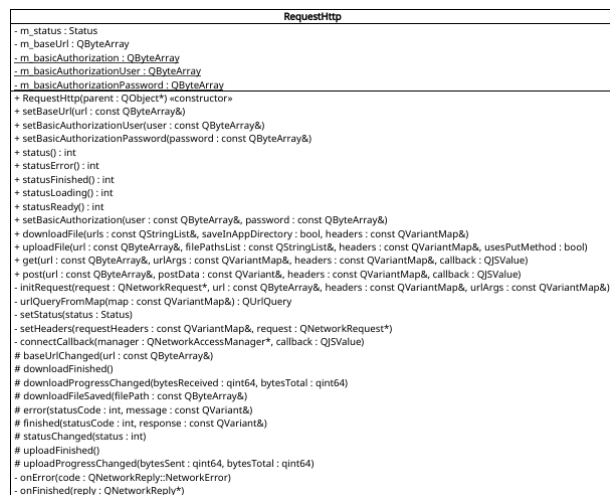 RequestHttp
- m_status : Status
- m_baseUrl : QByteArray
- m_basicAuthorization : QByteArray
- m_basicAuthorizationUser : QByteArray
- m_basicAuthorizationPassword : QByteArray
+ RequestHttp(parent : QObject*) «constructor»
+ setBaseUrl(url : const QByteArray&)
+ setBasicAuthorizationUser(user : const QByteArray&)
+ setBasicAuthorizationPassword(password : const QByteArray&)
+ status() : int
+ statusError() : int
+ statusFinished() : int
+ statusLoading() : int
+ statusReady() : int
+ setBasicAuthorization(user : const QByteArray&, password : const QByteArray&)
+ downloadFile(urls : const QStringList&, saveInAppDirectory : bool, headers : const QVariantMap&)
+ uploadFile(url : const QByteArray&, filePathsList : const QStringList&, headers : const QVariantMap&, usesPutMethod : bool)
+ get(url : const QByteArray&, urlArgs : const QVariantMap&, headers : const QVariantMap&, callback : QJSValue)
+ post(url : const QByteArray&, postData : const QVariant&, headers : const QVariantMap&, callback : QJSValue)
- initRequest(request : QNetworkRequest*, url : const QByteArray&, headers : const QVariantMap&, urlArgs : const QVariantMap&)
- urlQueryFromMap(map : const QVariantMap&) : QUrlQuery
- setStatus(status : Status)
- setHeaders(requestHeaders : const QVariantMap&, request : QNetworkRequest*)
- connectCallback(manager : QNetworkAccessManager*, callback : QJSValue)
# baseUrlChanged(url : const QByteArray&)
# downloadFinished()
# downloadProgressChanged(bytesReceived : qint64, bytesTotal : qint64)
# downloadFileSaved(filePath : const QByteArray&)
# error(statusCode : int, message : const QVariant&)
# finished(statusCode : int, response : const QVariant&)
# statusChanged(status : int)
# uploadFinished()
# uploadProgressChanged(bytesSent : qint64, bytesTotal : qint64)
- onError(code : QNetworkReply::NetworkError)
- onFinished(reply : QNetworkReply*)